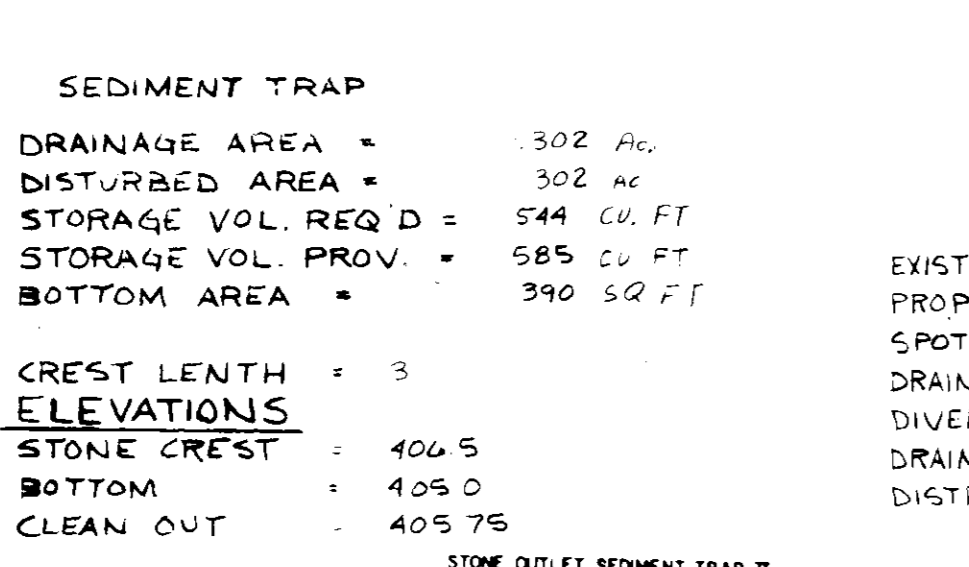 SEDIMENT TRAP
DRAINAGE AREA = .302 Ac.
DISTURBED AREA = 302 AC
STORAGE VOL. REQ'D = 544 CU. FT
STORAGE VOL. PROV. = 585 CU FT
BOTTOM AREA = 390 SQ FT
CREST LENTH = 3
ELEVATIONS
STONE CREST = 406.5
BOTTOM = 405 0
CLEAN OUT - 405 75
STONE OUTLET SEDIMENT TRAP II
EXIST
PROP
SPOT
DRAIN
DIVE
DRAIN
DIST